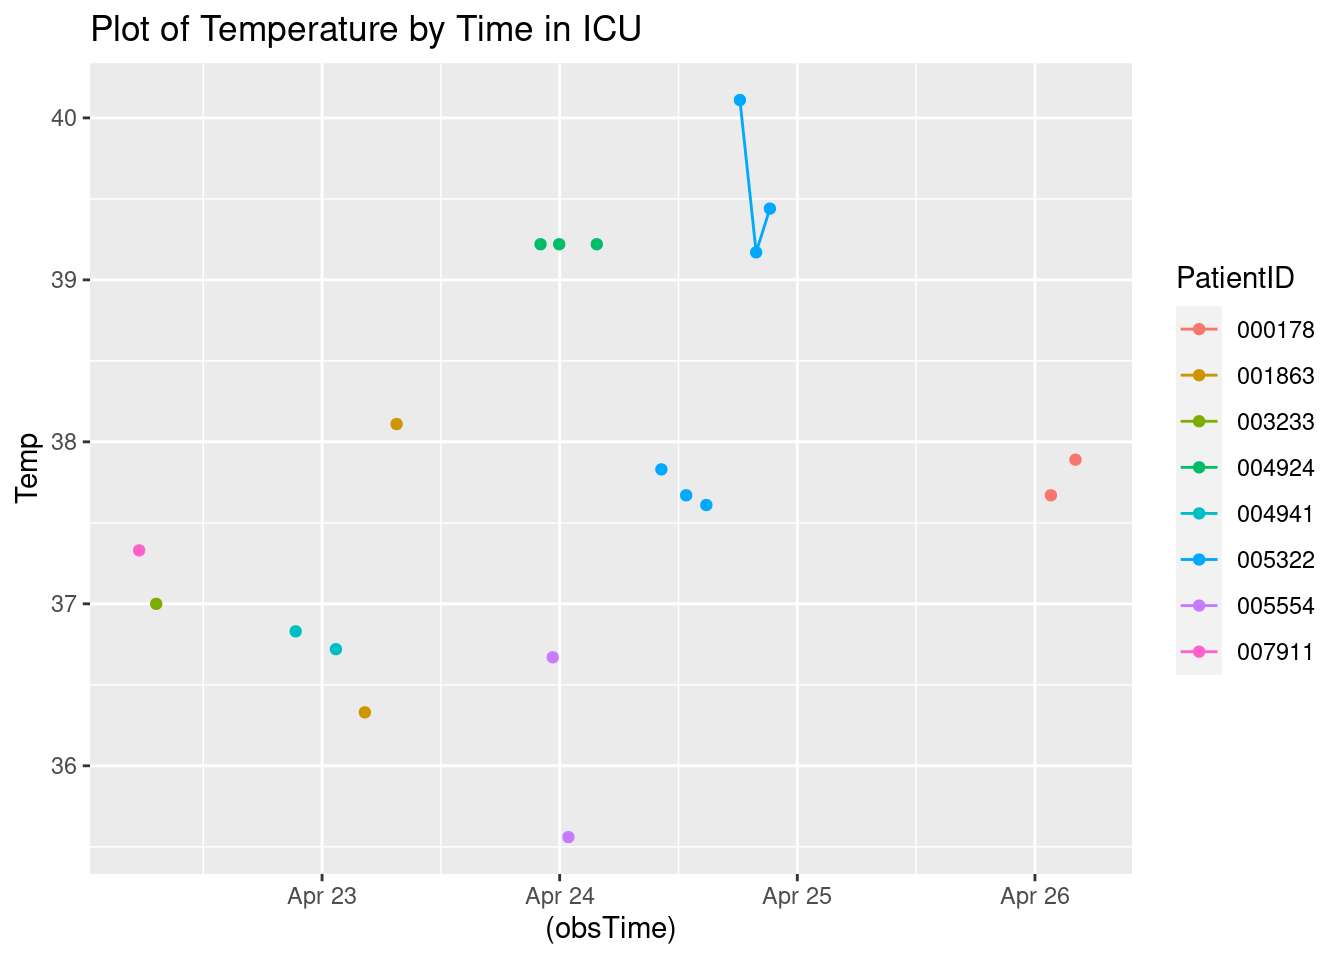 Plot of Temperature by Time in ICU
40
39
38
37
36
Temp
Apr 23
Apr 24
Apr 25
Apr 26
(obsTime)
PatientID
000178
001863
003233
004924
004941
005322
005554
007911